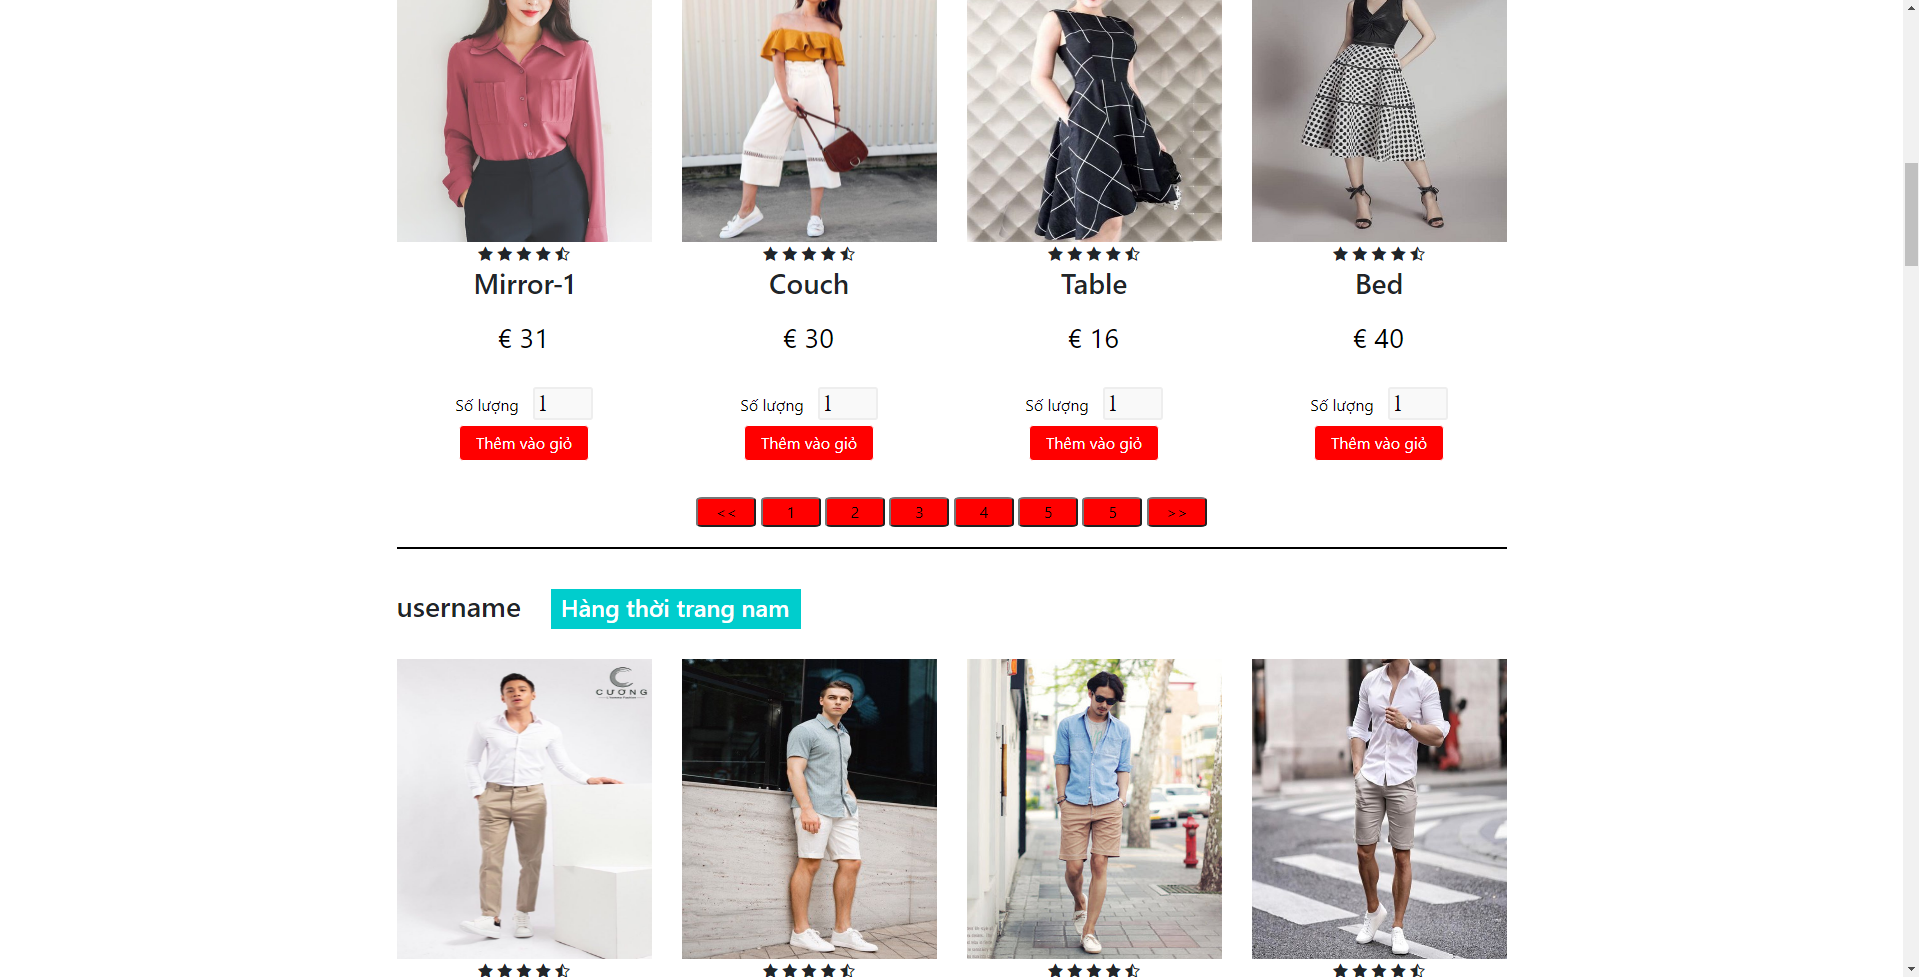 Mirror-1 Couch Table Bed
€ 31 € 30 € 16 € 40
Số lượng 1 Số lượng 1 Số lượng 1 Số lượng 1
Thêm vào giỏ Thêm vào giỏ Thêm vào giỏ Thêm vào giỏ
<< 1 2 3 4 5 5 >>
username Hàng thời trang nam
CƯƠNG